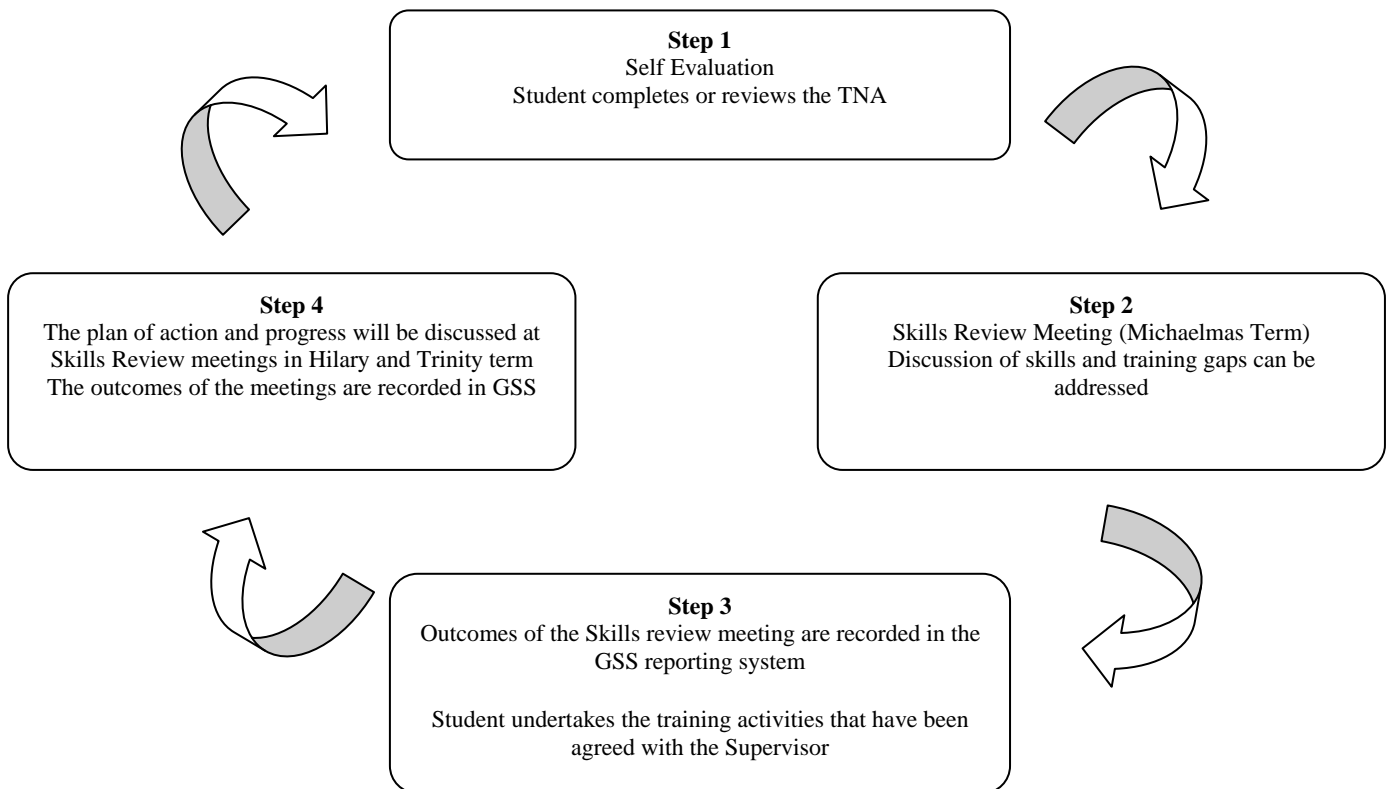 Step 1
Self Evaluation
Student completes or reviews the TNA
Step 2
Skills Review Meeting (Michaelmas Term)
Discussion of skills and training gaps can be
addressed
Step 3
Outcomes of the Skills review meeting are recorded in the
GSS reporting system
Student undertakes the training activities that have been
agreed with the Supervisor
Step 4
The plan of action and progress will be discussed at
Skills Review meetings in Hilary and Trinity term
The outcomes of the meetings are recorded in GSS